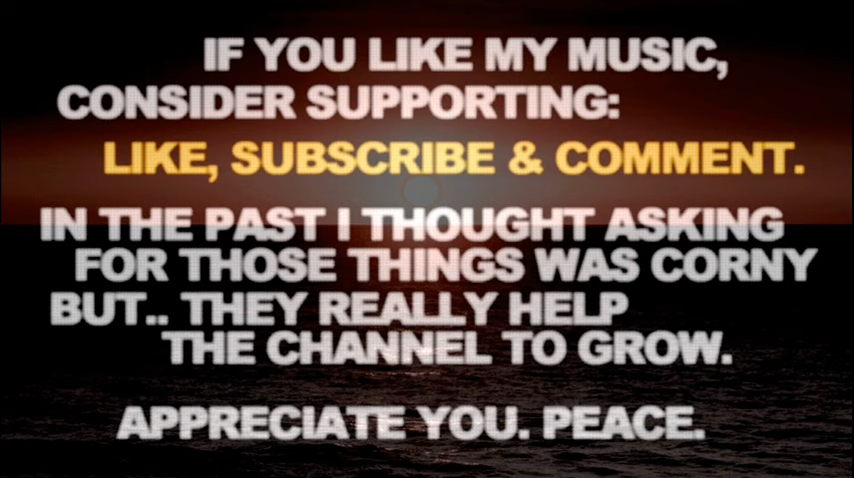 IF YOU LIKE MY MUSIC,
CONSIDER SUPPORTING:
LIKE, SUBSCRIBE & COMMENT.
IN THE PAST I THOUGHT ASKING
FOR THOSE THINGS WAS CORNY
BUT.. THEY REALLY HELP
THE CHANNEL TO GROW.
APPRECIATE YOU. PEACE.